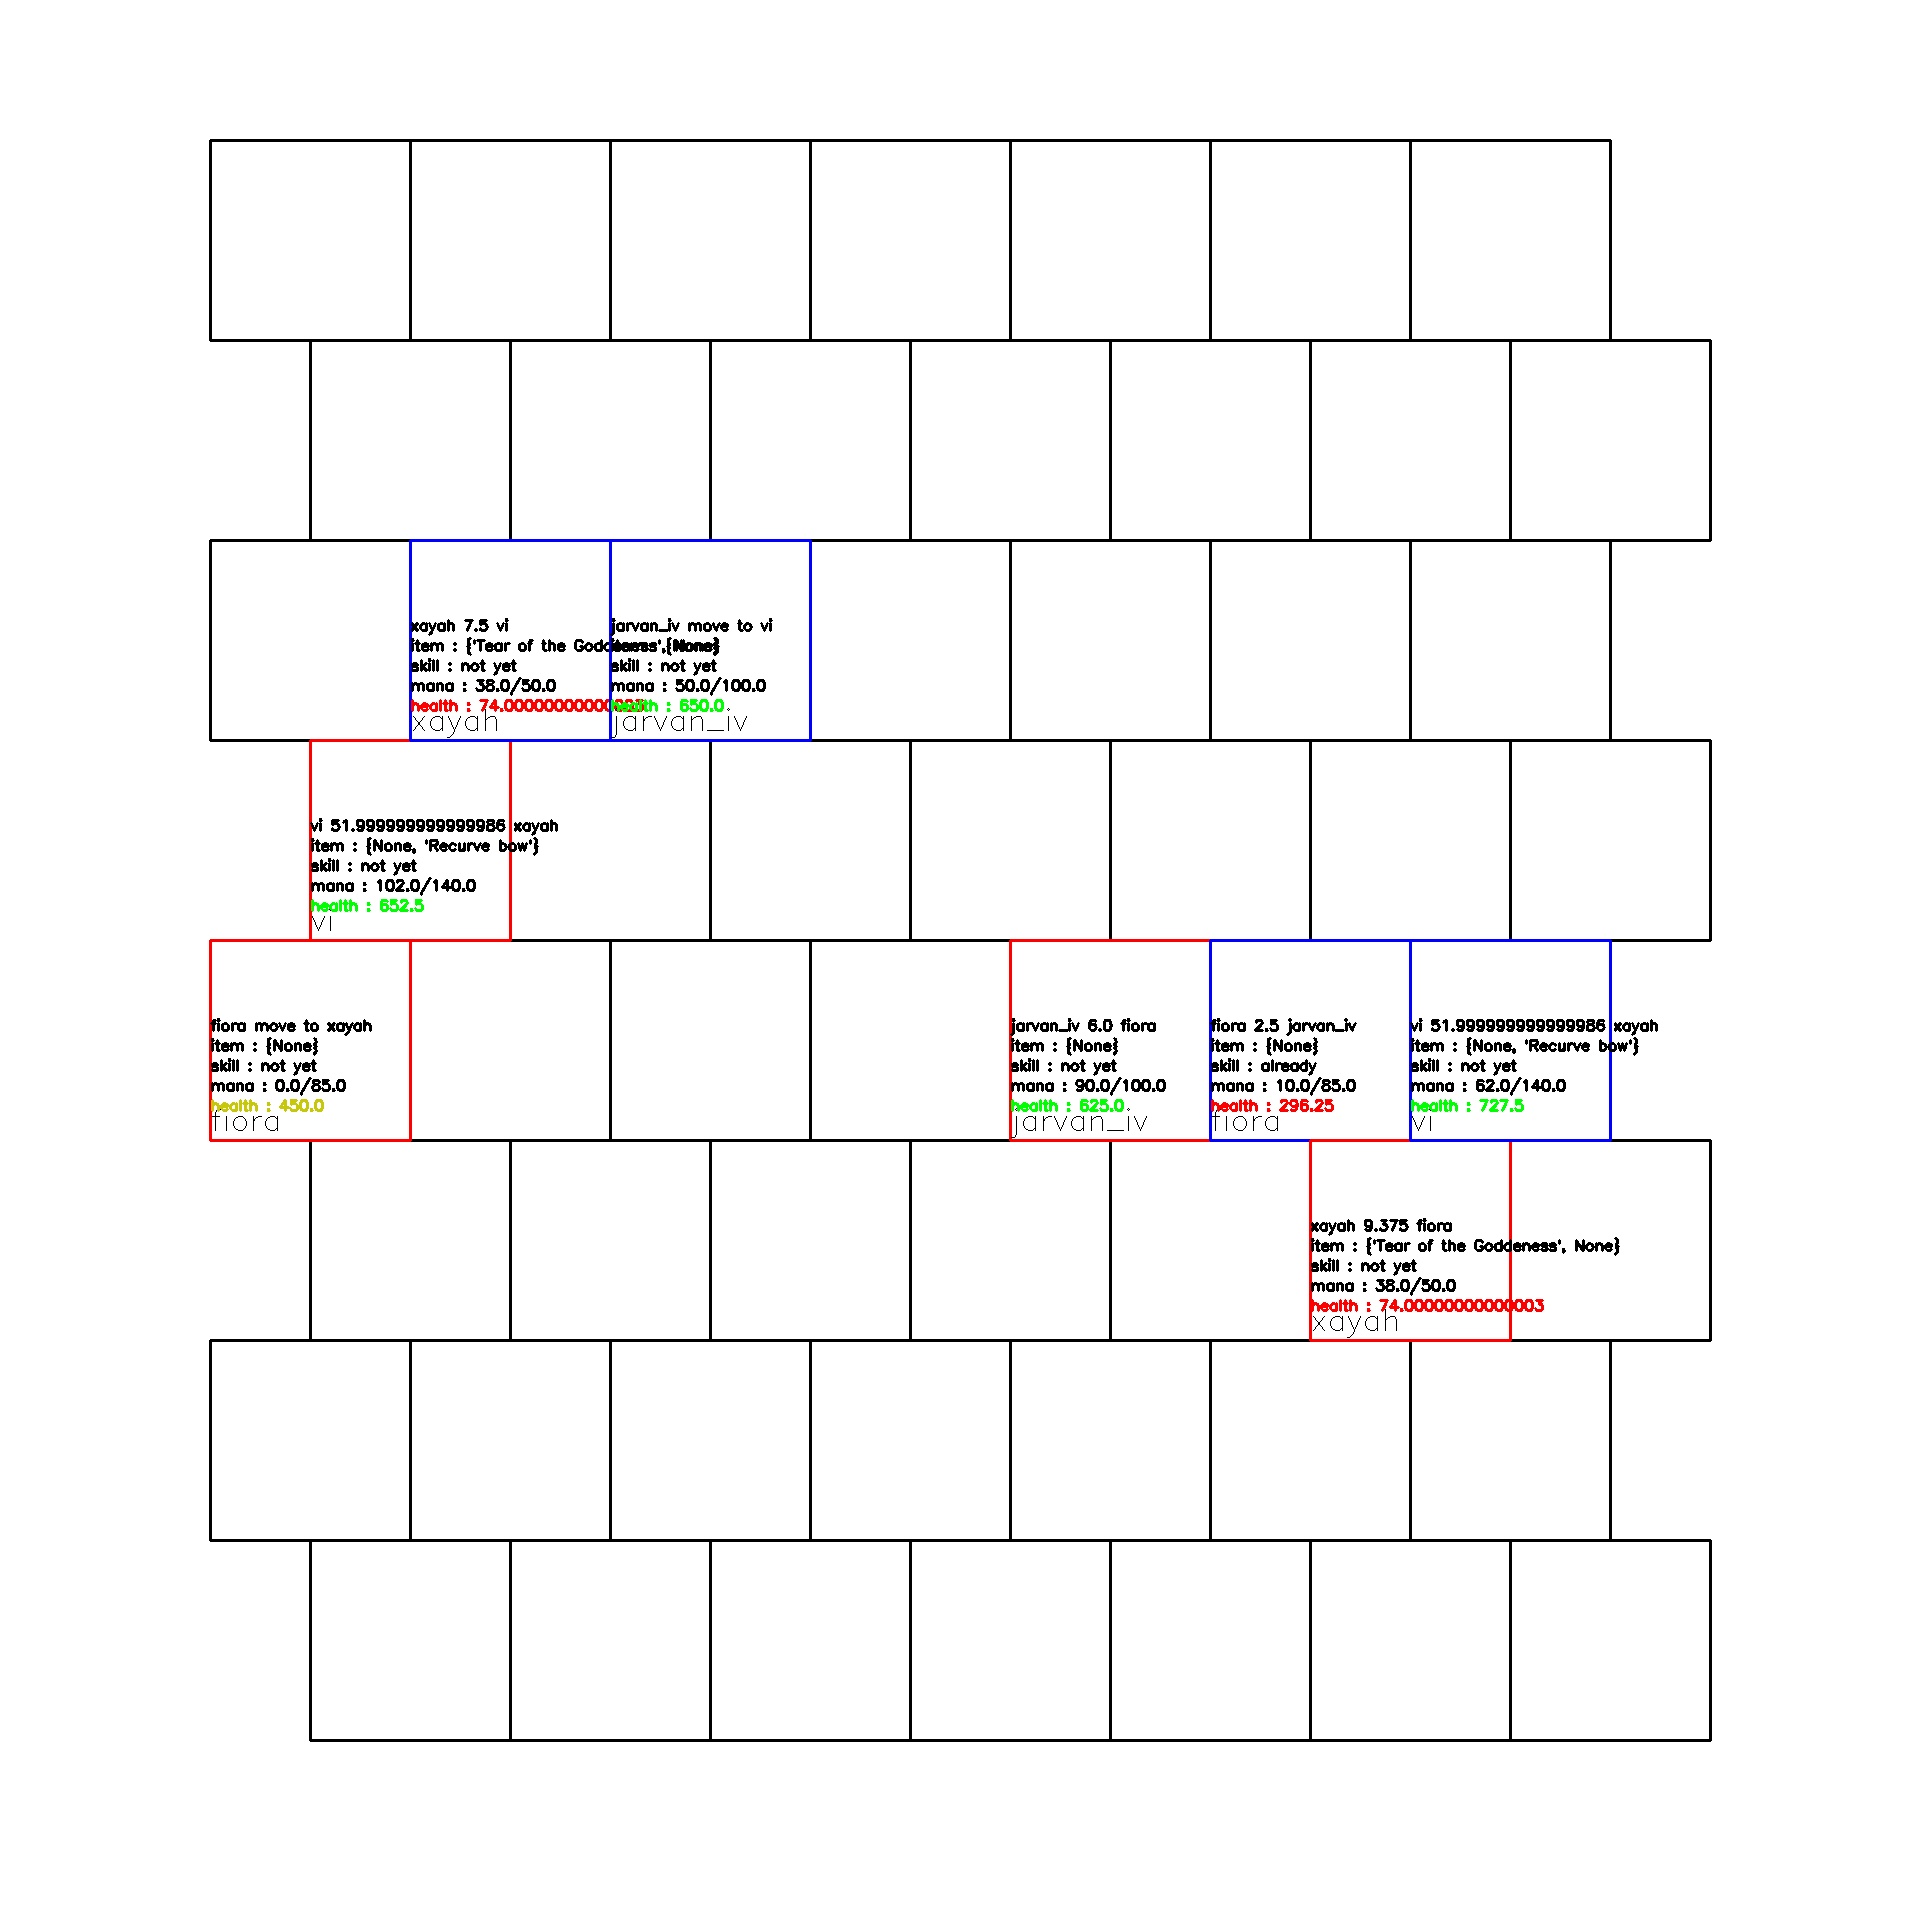 xayah 7.5 vi
item : {'Tear of the Goddeness', None}
skill : not yet
mana : 38.0/50.0
health : 74.00000000000003
xayah
jarvan_iv move to vi
item : {None}
skill : not yet
mana : 50.0/100.0
health : 650.0
jarvan_iv
vi 51.999999999999986 xayah
item : {None, 'Recurve bow'}
skill : not yet
mana : 102.0/140.0
health : 652.5
vi
fiora move to xayah
item : {None}
skill : not yet
mana : 0.0/85.0
health : 450.0
fiora
jarvan_iv 6.0 fiora
item : {None}
skill : not yet
mana : 90.0/100.0
health : 625.0
jarvan_iv
fiora 2.5 jarvan_iv
item : {None}
skill : already
mana : 10.0/85.0
health : 296.25
fiora
vi 51.999999999999986 xayah
item : {None, 'Recurve bow'}
skill : not yet
mana : 62.0/140.0
health : 727.5
vi
xayah 9.375 fiora
item : {'Tear of the Goddeness', None}
skill : not yet
mana : 38.0/50.0
health : 74.00000000000003
xayah